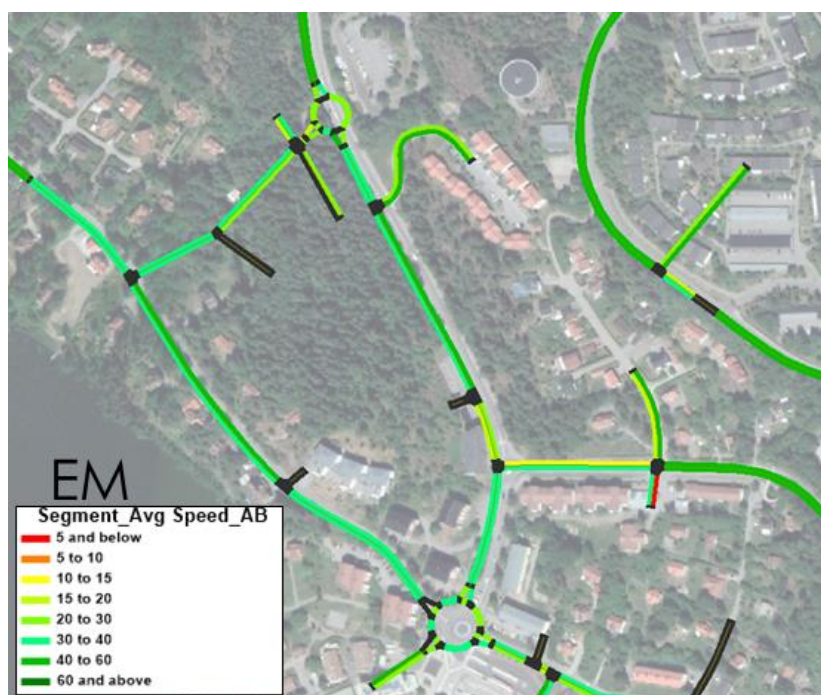 EM
Segment_Avg Speed_AB
5 and below
5 to 10
10 to 15
15 to 20
20 to 30
30 to 40
40 to 60
60 and above